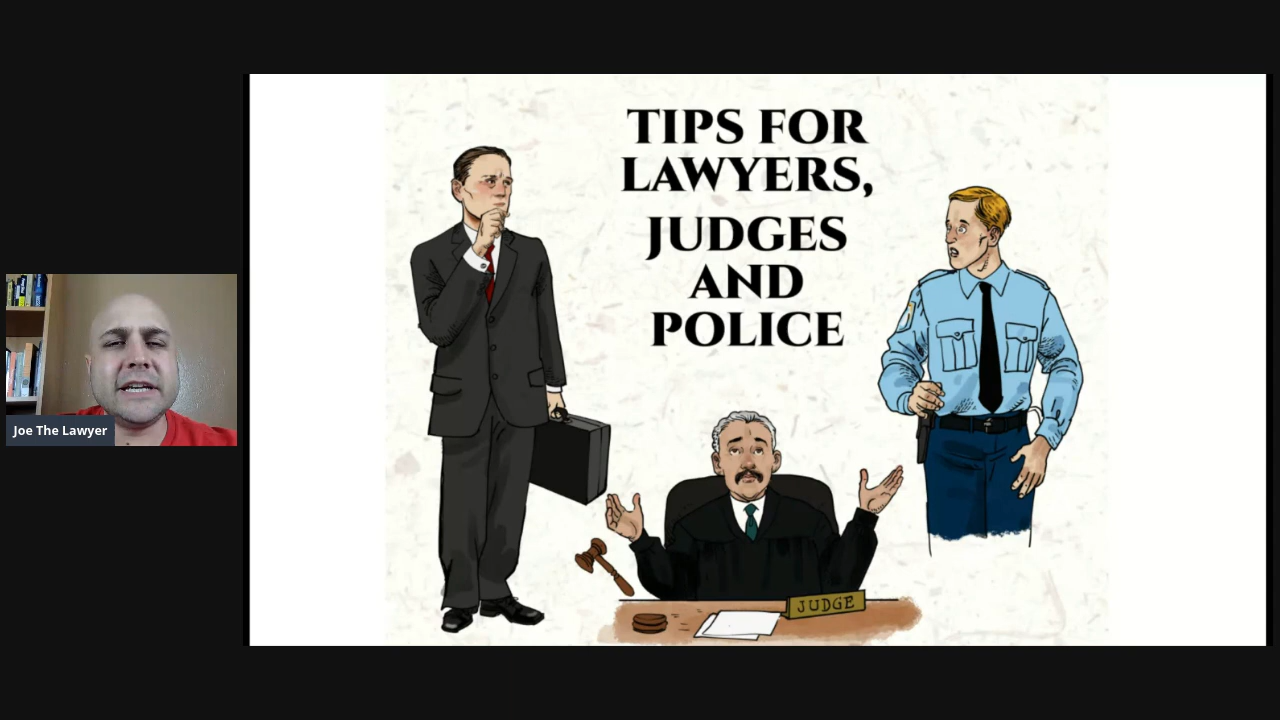 TIPS FOR
LAWYERS,
JUDGES
AND
POLICE
JUDGE
Joe The Lawyer